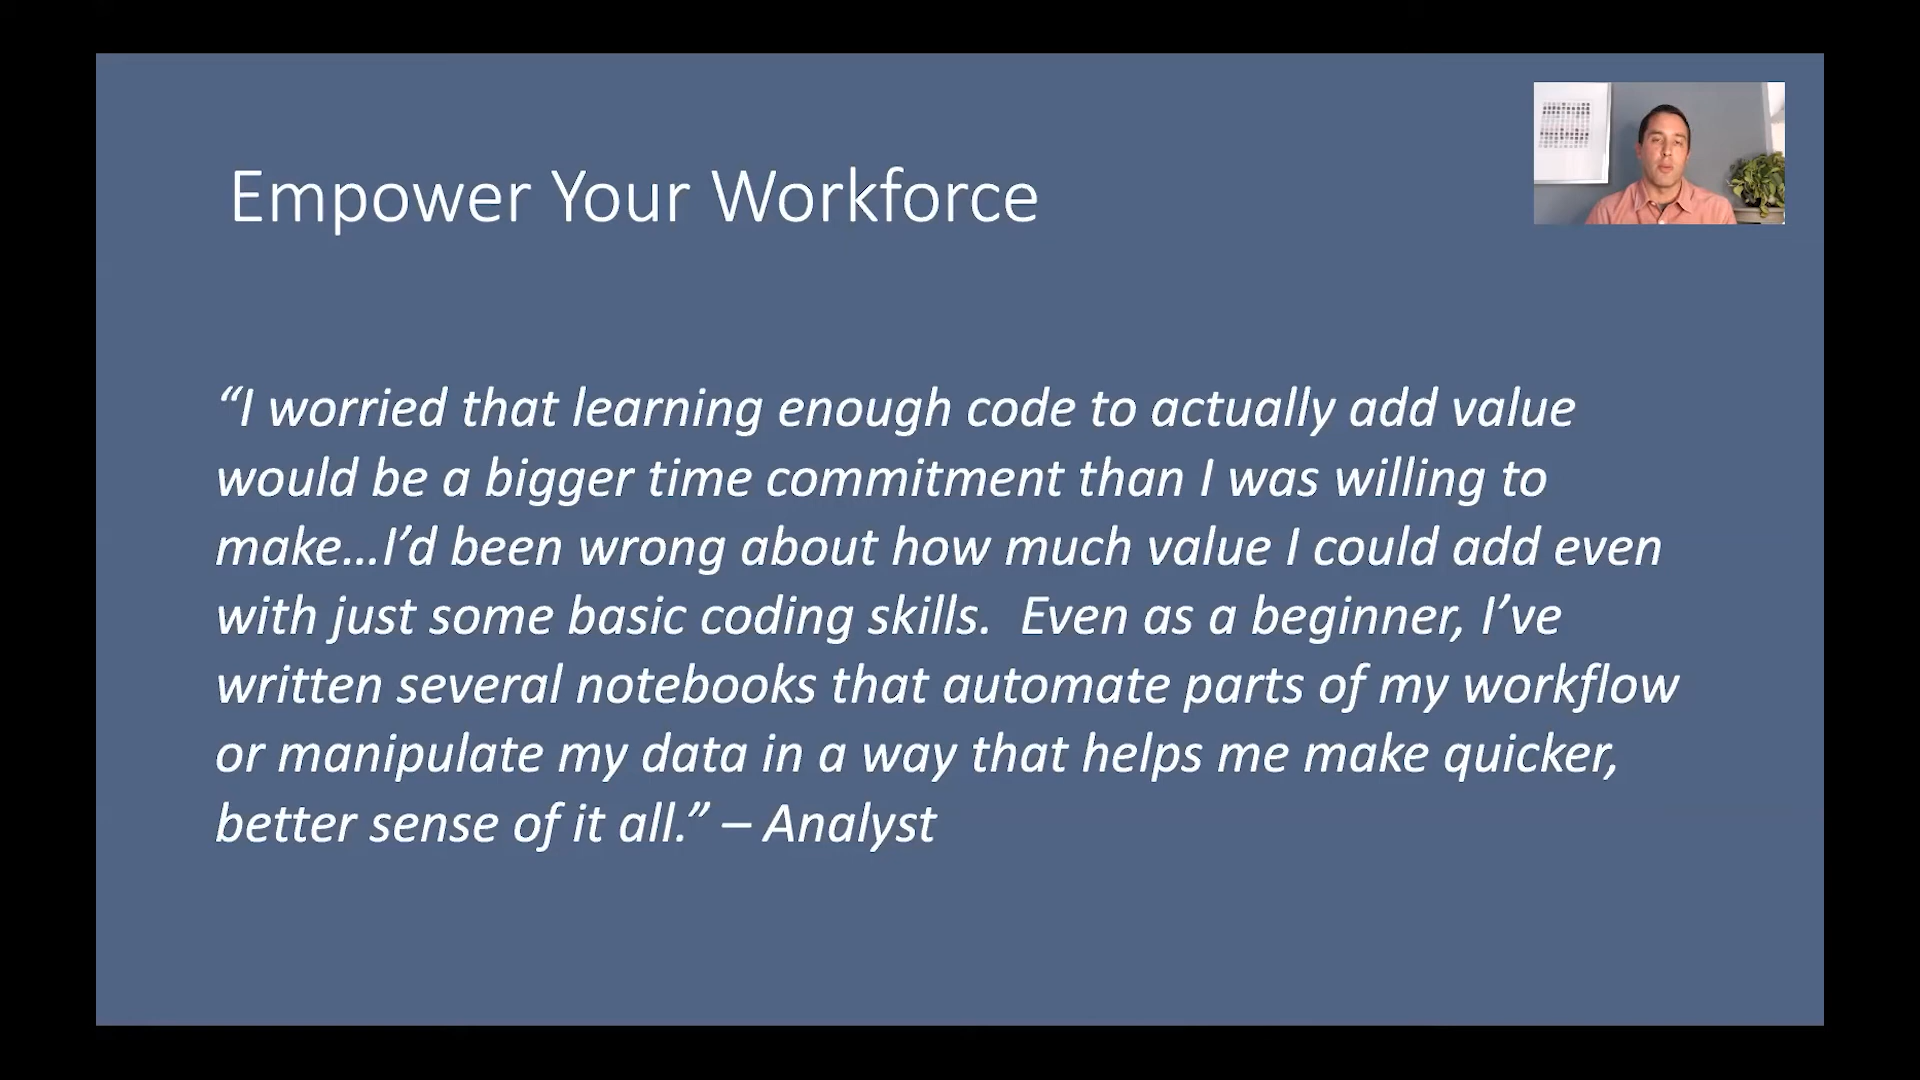 Empower Your Workforce
“I worried that learning enough code to actually add value
would be a bigger time commitment than I was willing to
make…I’d been wrong about how much value I could add even
with just some basic coding skills.  Even as a beginner, I’ve
written several notebooks that automate parts of my workflow
or manipulate my data in a way that helps me make quicker,
better sense of it all.” – Analyst